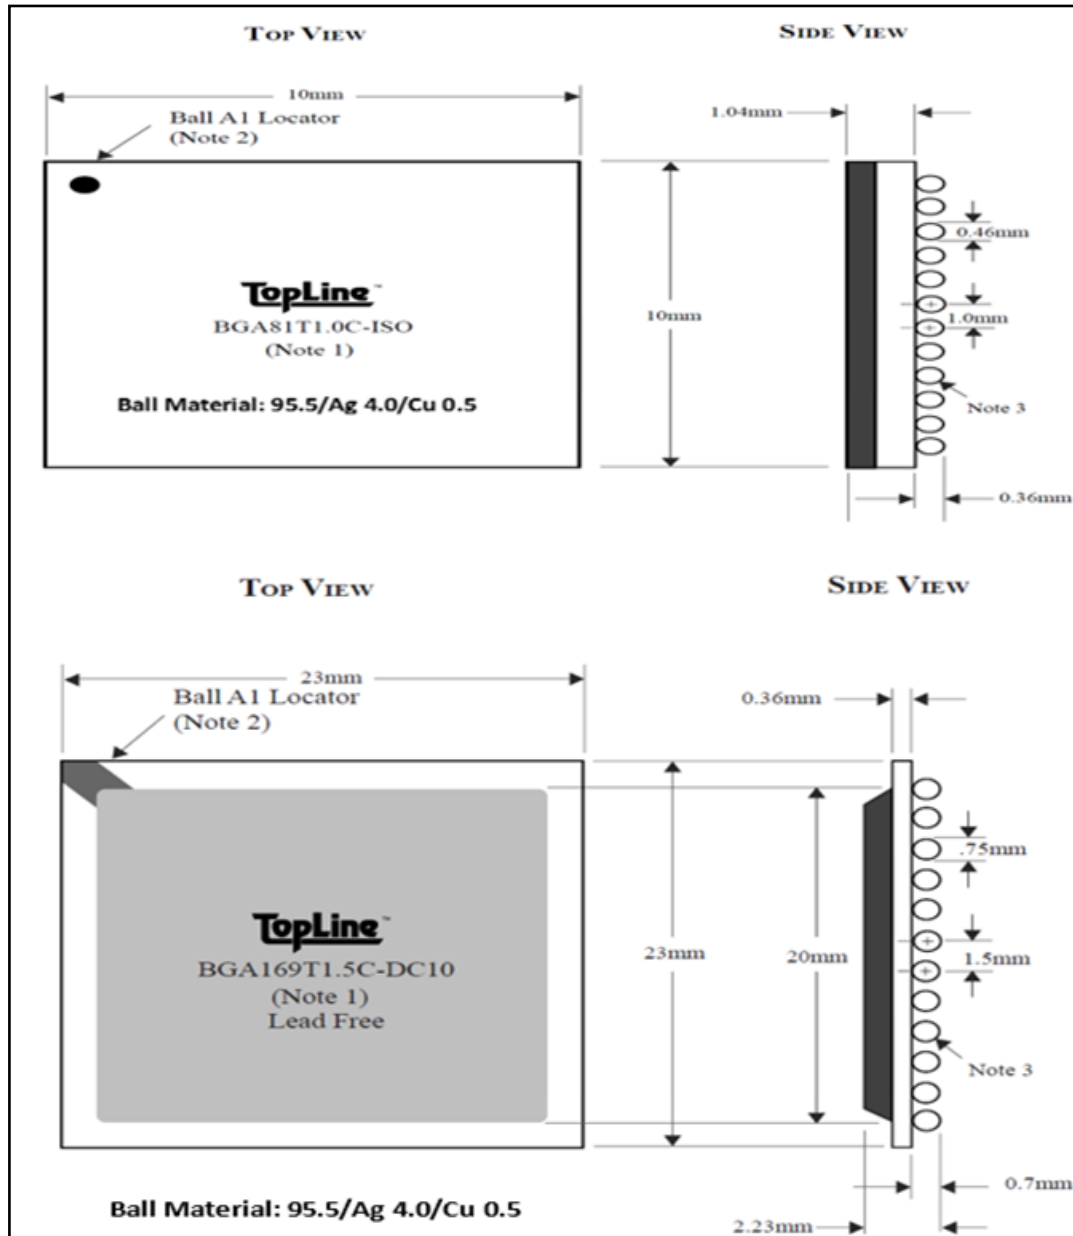 TOP VIEW
SIDE VIEW
10mm
Ball A1 Locator
(Note 2)
1.04mm
0.46mm
TopLine™
BGA81T1.0C-ISO
(Note 1)
10mm
1.0mm
Ball Material: 95.5/Ag 4.0/Cu 0.5
Note 3
0.36mm
TOP VIEW
SIDE VIEW
23mm
Ball A1 Locator
(Note 2)
0.36mm
.75mm
TopLine™
BGA169T1.5C-DC10
(Note 1)
Lead Free
23mm
20mm
1.5mm
Note 3
0.7mm
Ball Material: 95.5/Ag 4.0/Cu 0.5
2.23mm